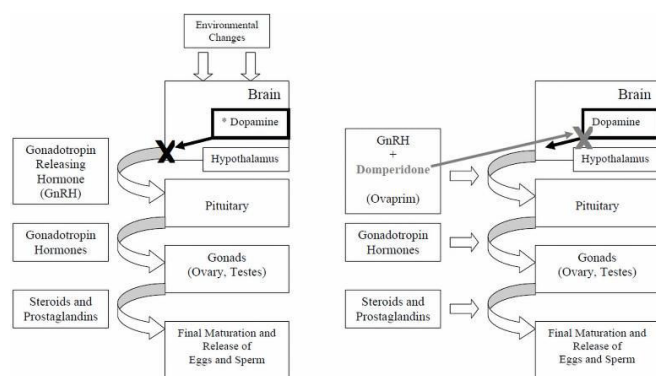 Environmental
Changes
Brain
* Dopamine
Hypothalamus
Gonadotropin
Releasing
Hormone
(GnRH)
Pituitary
Gonadotropin
Hormones
Gonads
(Ovary, Testes)
Steroids and
Prostaglandins
Final Maturation and
Release of
Eggs and Sperm
Brain
Dopamine
Hypothalamus
GnRH
+
Domperidone
(Ovaprim)
Pituitary
Gonadotropin
Hormones
Gonads
(Ovary, Testes)
Steroids and
Prostaglandins
Final Maturation and
Release of
Eggs and Sperm